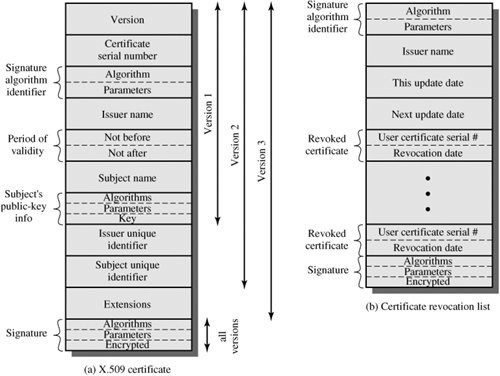 Version
Certificate
serial number
Signature
algorithm
identifier
Algorithm
Parameters
Issuer name
Period of
validity
Not before
Not after
Subject name
Subject's
public-key
info
Algorithms
Parameters
Key
Issuer unique
identifier
Subject unique
identifier
Extensions
Signature
Algorithms
Parameters
Encrypted
Version 1
Version 2
Version 3
all
versions
(a) X.509 certificate
Signature
algorithm
identifier
Algorithm
Parameters
Issuer name
This update date
Next update date
Revoked
certificate
User certificate serial #
Revocation date
Revoked
certificate
User certificate serial #
Revocation date
Signature
Algorithms
Parameters
Encrypted
(b) Certificate revocation list